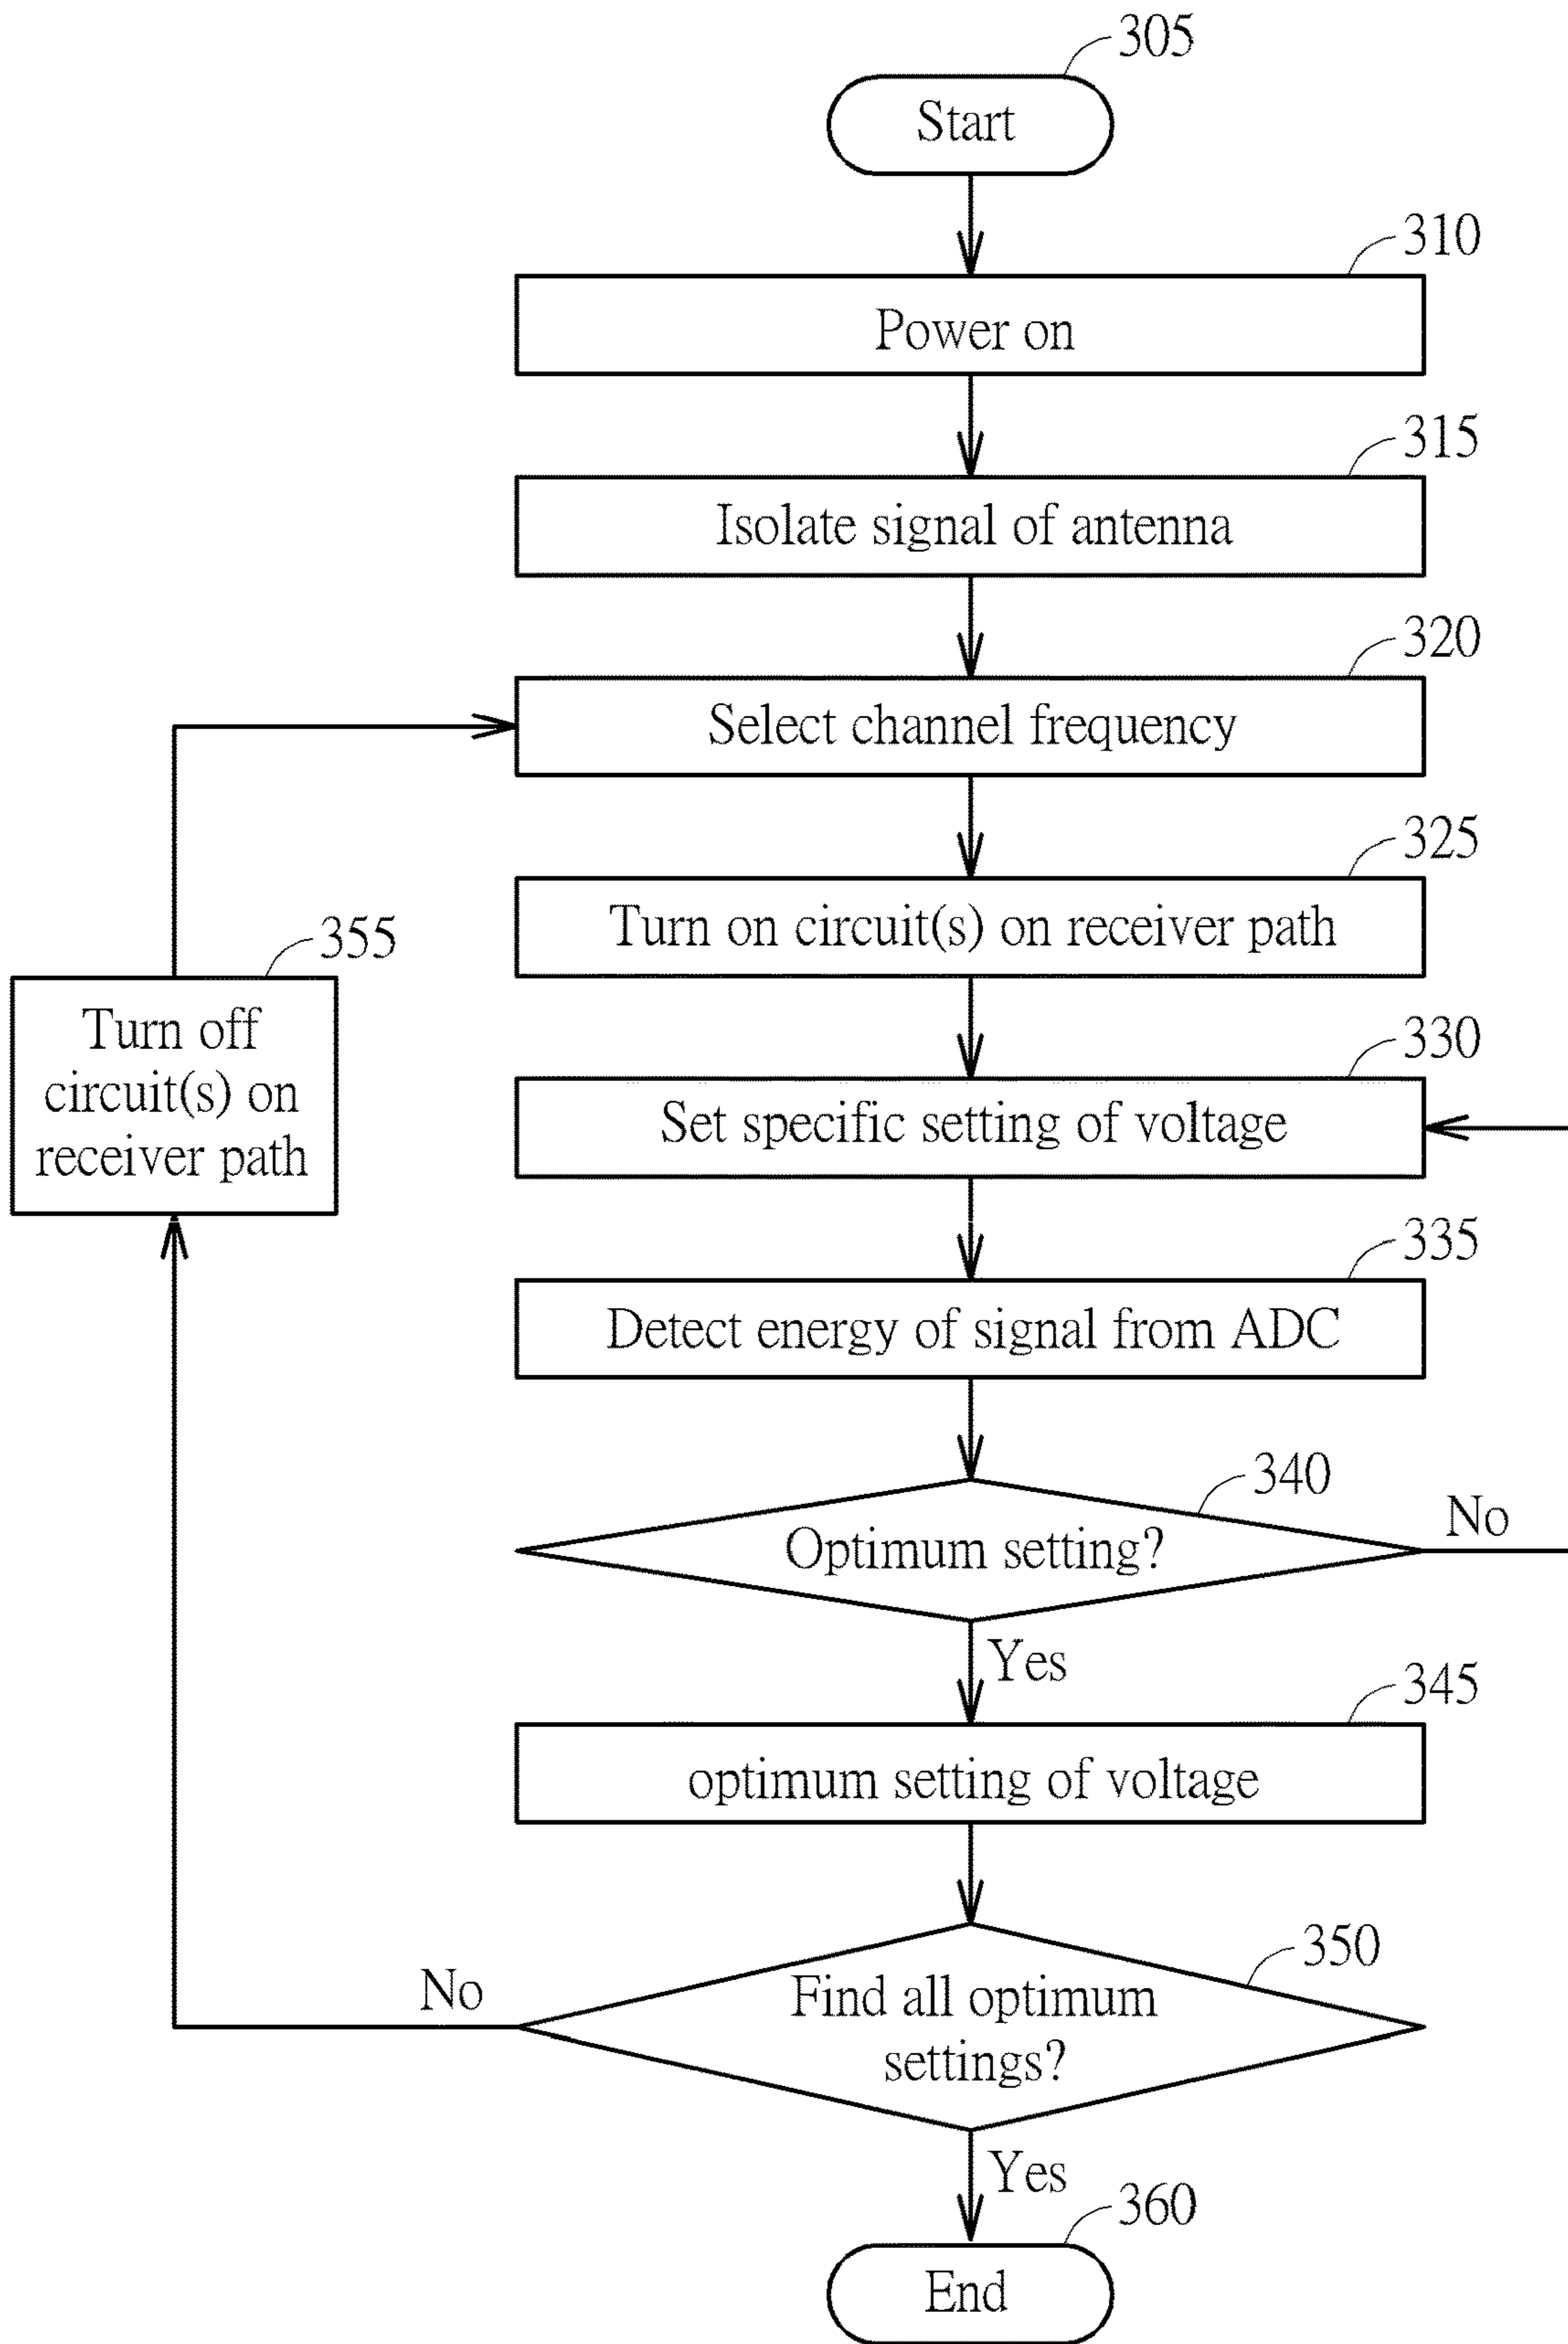 305
Start
310
Power on
315
Isolate signal of antenna
320
Select channel frequency
325
Turn on circuit(s) on receiver path
355
Turn off
circuit(s) on
receiver path
330
Set specific setting of voltage
335
Detect energy of signal from ADC
340
Optimum setting?
No
Yes
345
optimum setting of voltage
350
Find all optimum
settings?
No
Yes
360
End